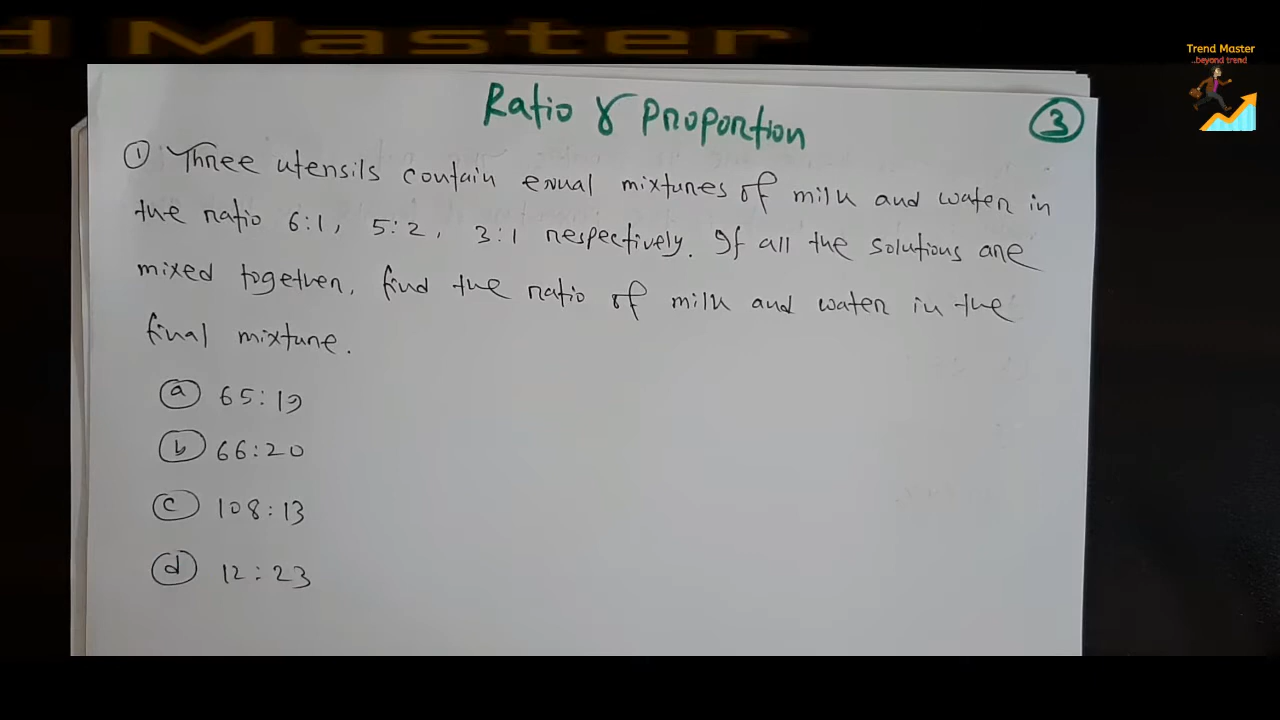 d Master
Trend Master
..beyond trend
Ratio & Proportion
3
① Three utensils contain equal mixtures of milk and water in
the ratio 6:1, 5:2, 3:1 respectively. If all the solutions are
mixed together, find the ratio of milk and water in the
final mixture.
ⓐ 65:19
ⓑ 66:20
ⓒ 108:13
ⓓ 12:23